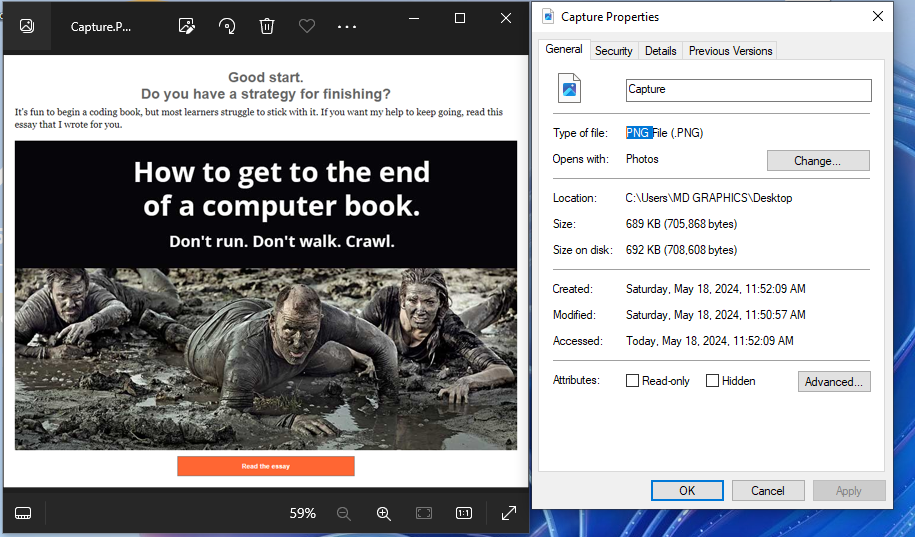 Capture.P...
Good start.
Do you have a strategy for finishing?
It's fun to begin a coding book, but most learners struggle to stick with it. If you want my help to keep going, read this
essay that I wrote for you.
How to get to the end
of a computer book.
Don't run. Don't walk. Crawl.
Read the essay
59%
1:1
Capture Properties
General Security Details Previous Versions
Capture
Type of file: PNG File (.PNG)
Opens with: Photos Change...
Location: C:\Users\MD GRAPHICS\Desktop
Size: 689 KB (705,868 bytes)
Size on disk: 692 KB (708,608 bytes)
Created: Saturday, May 18, 2024, 11:52:09 AM
Modified: Saturday, May 18, 2024, 11:50:57 AM
Accessed: Today, May 18, 2024, 11:52:09 AM
Attributes: Read-only Hidden Advanced...
OK Cancel Apply